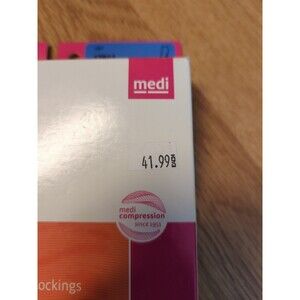 medi
41.99
medi
compression
since 1951
ockings